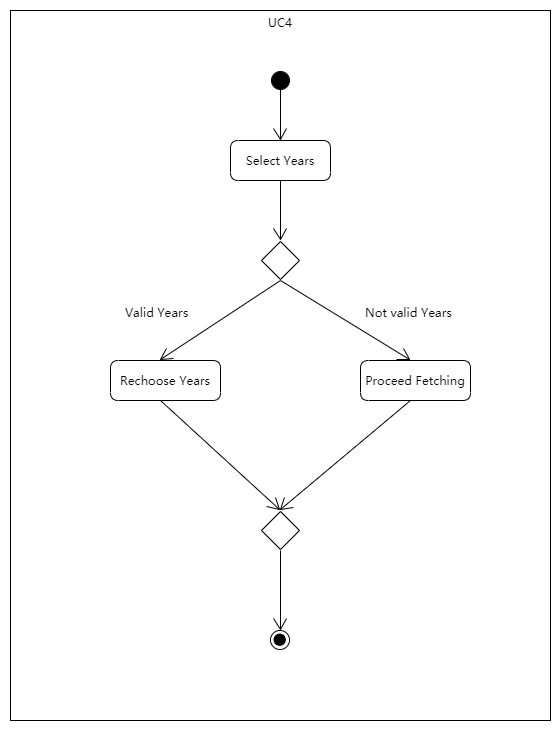 UC4
Select Years
Valid Years
Not valid Years
Rechoose Years
Proceed Fetching